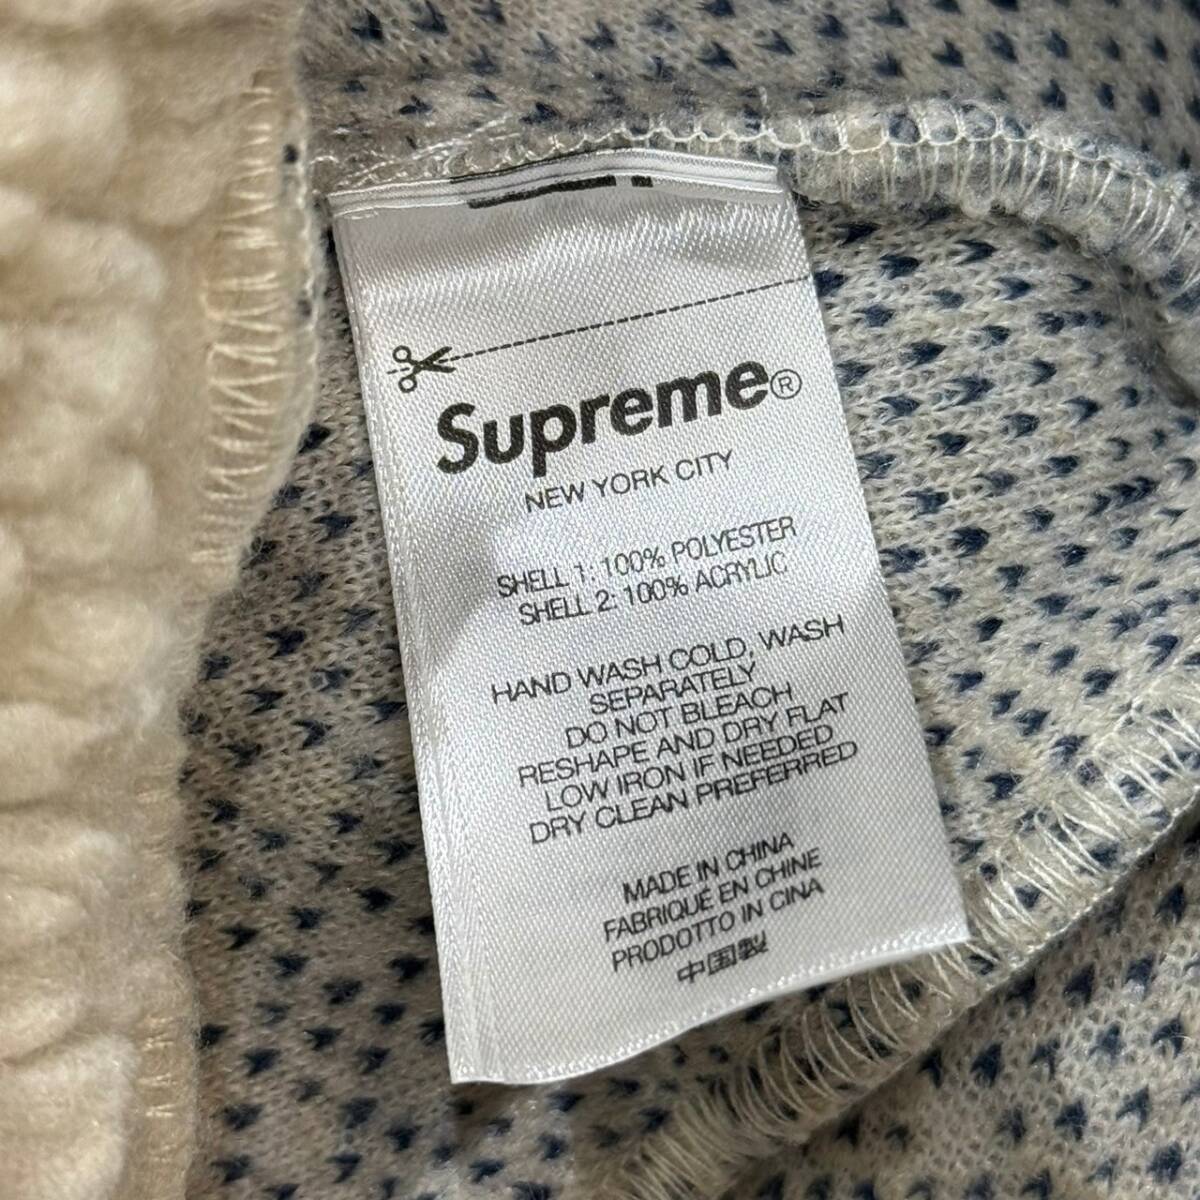 Supreme®
NEW YORK CITY
SHELL 1: 100% POLYESTER
SHELL 2: 100% ACRYLIC
HAND WASH COLD, WASH
SEPARATELY
DO NOT BLEACH
RESHAPE AND DRY FLAT
LOW IRON IF NEEDED
DRY CLEAN PREFERRED
MADE IN CHINA
FABRIQUÉ EN CHINE
PRODOTTO IN CINA
中国製